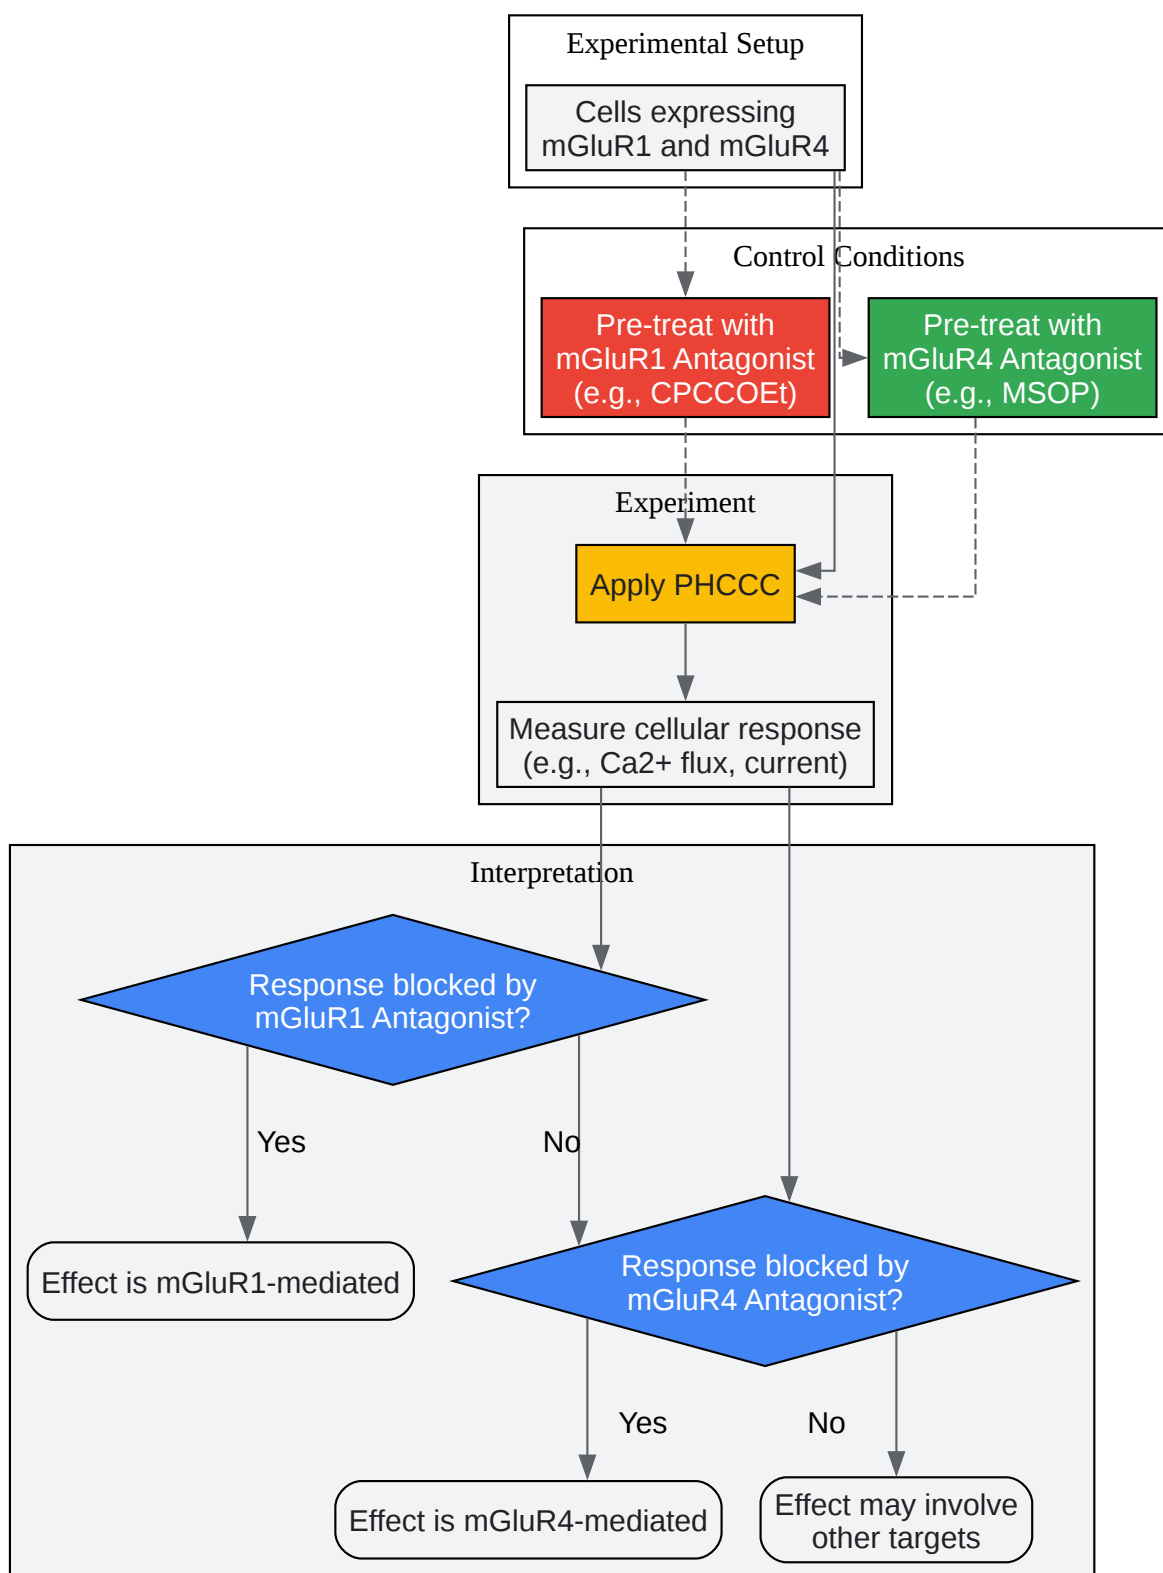 Experimental Setup
Cells expressing
mGluR1 and mGluR4
Control Conditions
Pre-treat with
mGluR1 Antagonist
(e.g., CPCCOEt)
Pre-treat with
mGluR4 Antagonist
(e.g., MSOP)
Experiment
Apply PHCCC
Measure cellular response
(e.g., Ca2+ flux, current)
Interpretation
Response blocked by
mGluR1 Antagonist?
Yes
No
Effect is mGluR1-mediated
Response blocked by
mGluR4 Antagonist?
Yes
No
Effect is mGluR4-mediated
Effect may involve
other targets